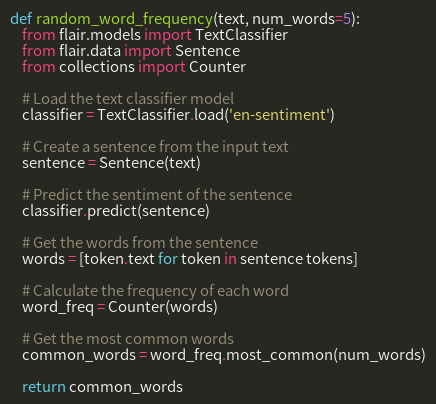 def random_word_frequency(text, num_words=5):
from flair.models import TextClassifier
from flair.data import Sentence
from collections import Counter
# Load the text classifier model
classifier = TextClassifier.load('en-sentiment')
# Create a sentence from the input text
sentence = Sentence(text)
# Predict the sentiment of the sentence
classifier.predict(sentence)
# Get the words from the sentence
words = [token.text for token in sentence tokens]
# Calculate the frequency of each word
word_freq = Counter(words)
# Get the most common words
common_words = word_freq.most_common(num_words)
return common_words